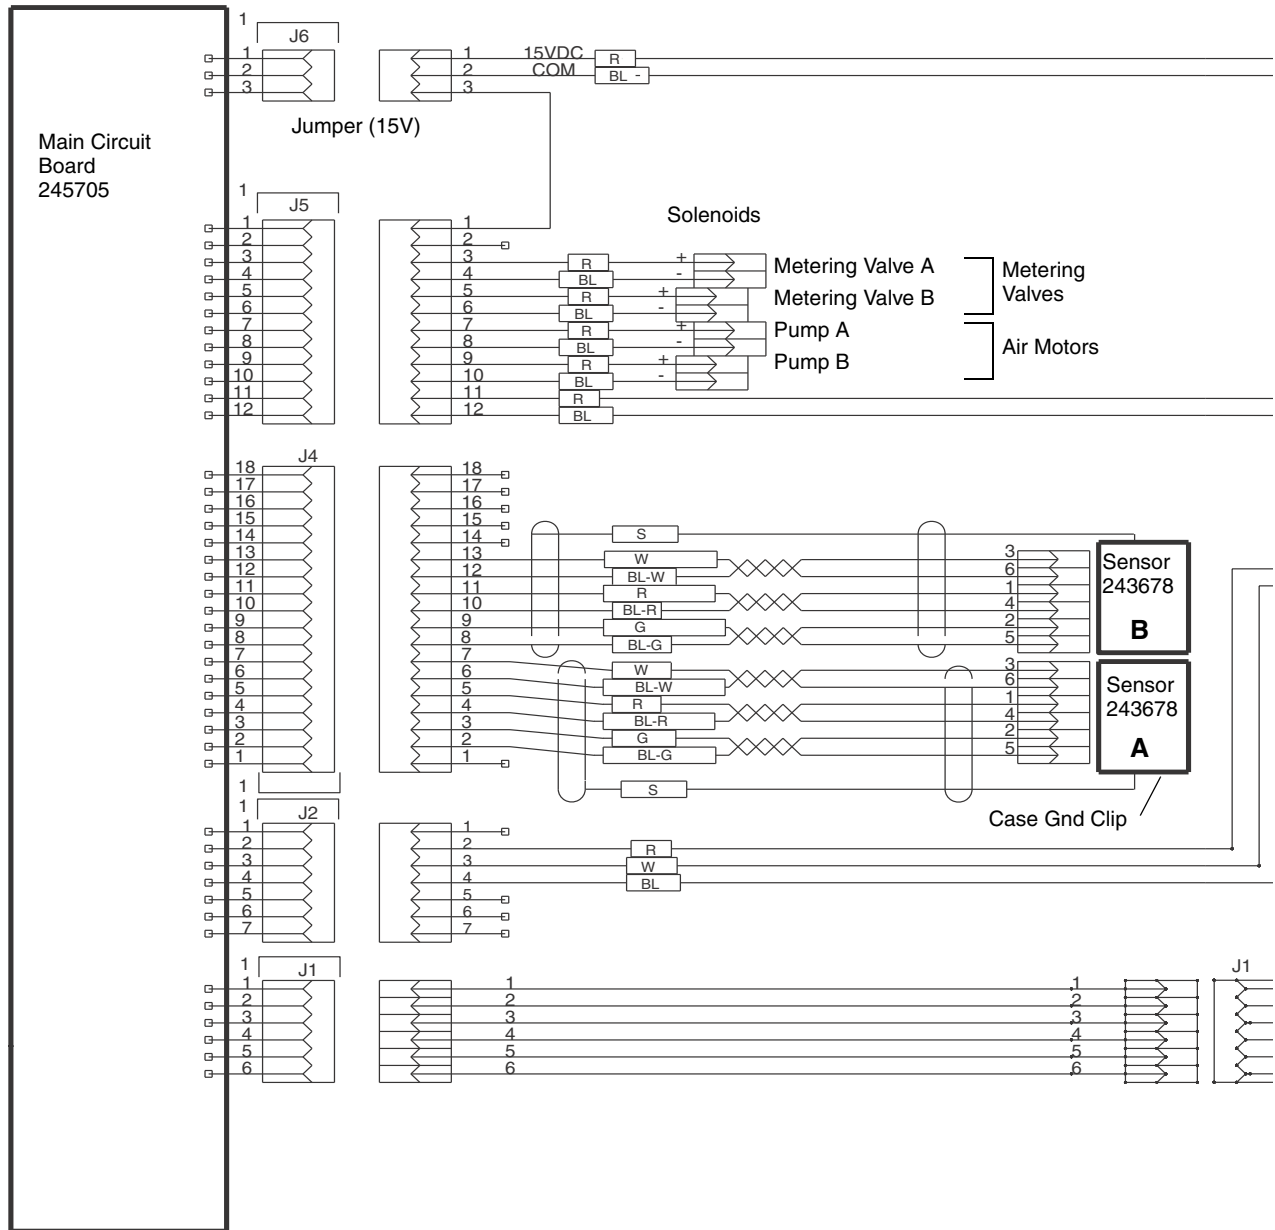 1
J6
1 1 15VDC R
2 2 COM BL -
3 3
Jumper (15V)
Main Circuit
Board
245705
1
J5
Solenoids
1 1
2 2
3 3 R + Metering Valve A
4 4 BL -
5 5 R + Metering Valve B
6 6 BL -
7 7 R + Pump A
8 8 BL -
9 9 R + Pump B
10 10 BL -
11 11 R
12 12 BL
Metering
Valves
Air Motors
J4
18 18
17 17
16 16
15 15
14 14
S
13 13 W 3
12 12 BL-W 6
11 11 R 1
10 10 BL-R 4
9 9 G 2
8 8 BL-G 5
Sensor
243678
B
7 7 W 3
6 6 BL-W 6
5 5 R 1
4 4 BL-R 4
3 3 G 2
2 2 BL-G 5
1 1
Sensor
243678
A
S
Case Gnd Clip
1
1
J2
1 1
2 2 R
3 3 W
4 4 BL
5 5
6 6
7 7
1
J1 J1
1 1 1
2 2 2
3 3 3
4 4 4
5 5 5
6 6 6